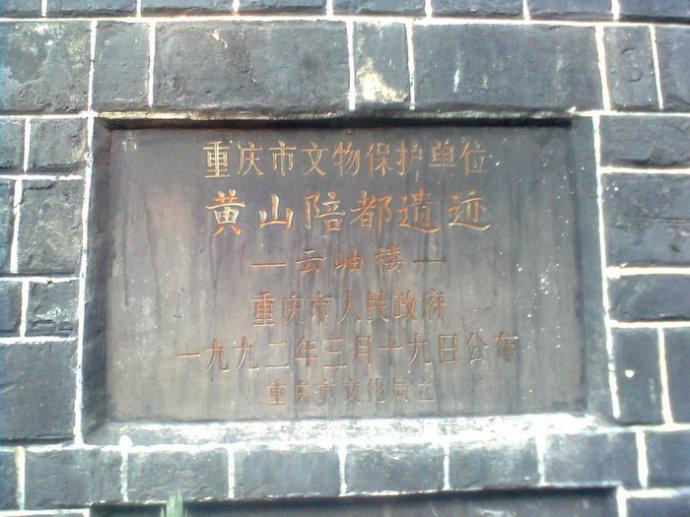 重庆市文物保护单位
黄山陪都遗迹
—云岫楼—
重庆市人民政府
一九九二年三月十九日公布
重庆市文化局立